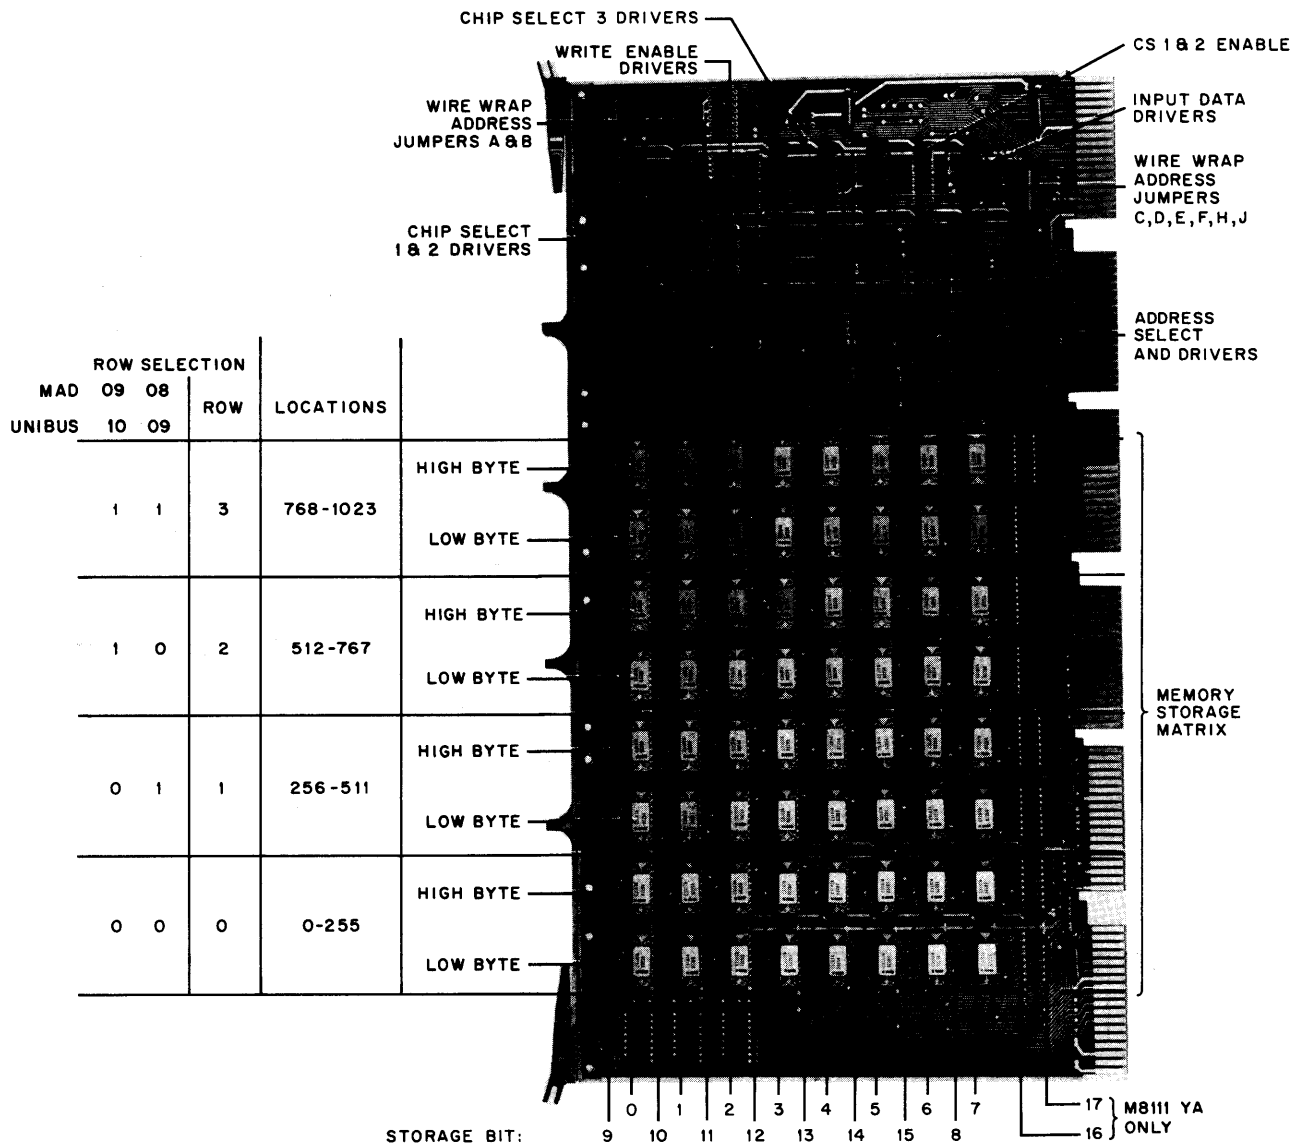 CHIP SELECT 3 DRIVERS
WRITE ENABLE
DRIVERS
CS 1 & 2 ENABLE
WIRE WRAP
ADDRESS
JUMPERS A & B
INPUT DATA
DRIVERS
WIRE WRAP
ADDRESS
JUMPERS
C, D, E, F, H, J
CHIP SELECT
1 & 2 DRIVERS
ADDRESS
SELECT
AND DRIVERS
ROW SELECTION
MAD 09 08
ROW LOCATIONS
UNIBUS 10 09
HIGH BYTE
1 1 3 768-1023
LOW BYTE
HIGH BYTE
1 0 2 512-767
LOW BYTE
MEMORY
STORAGE
MATRIX
HIGH BYTE
0 1 1 256-511
LOW BYTE
HIGH BYTE
0 0 0 0-255
LOW BYTE
0 1 2 3 4 5 6 7 17
M8111 YA
ONLY
STORAGE BIT: 9 10 11 12 13 14 15 8 16